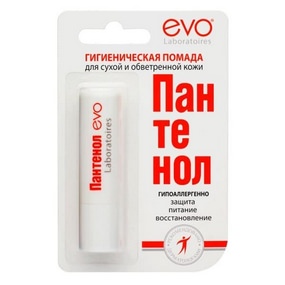 evo
Laboratoires
ГИГИЕНИЧЕСКАЯ ПОМАДА
для сухой и обветренной кожи
Пан
те
нол
ГИПОАЛЛЕРГЕННО
защита
питание
восстановление
Пантенол evo
Laboratoires